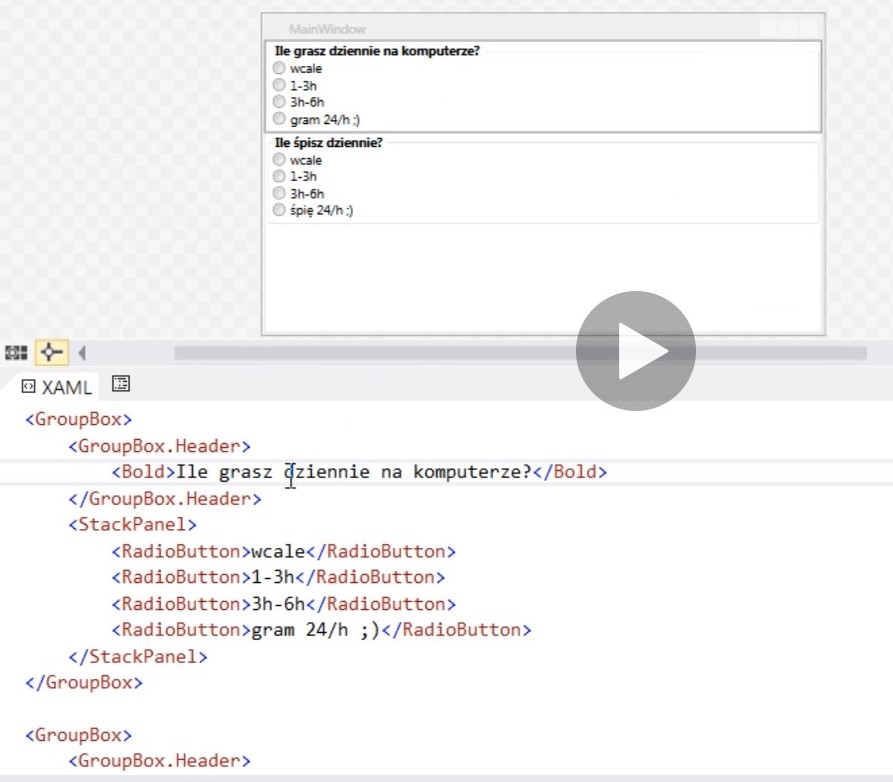 MainWindow
Ile grasz dziennie na komputerze?
wcale
1-3h
3h-6h
gram 24/h ;)
Ile śpisz dziennie?
wcale
1-3h
3h-6h
śpię 24/h ;)
XAML
<GroupBox>
<GroupBox.Header>
<Bold>Ile grasz dziennie na komputerze?</Bold>
</GroupBox.Header>
<StackPanel>
<RadioButton>wcale</RadioButton>
<RadioButton>1-3h</RadioButton>
<RadioButton>3h-6h</RadioButton>
<RadioButton>gram 24/h ;)</RadioButton>
</StackPanel>
</GroupBox>
<GroupBox>
<GroupBox.Header>